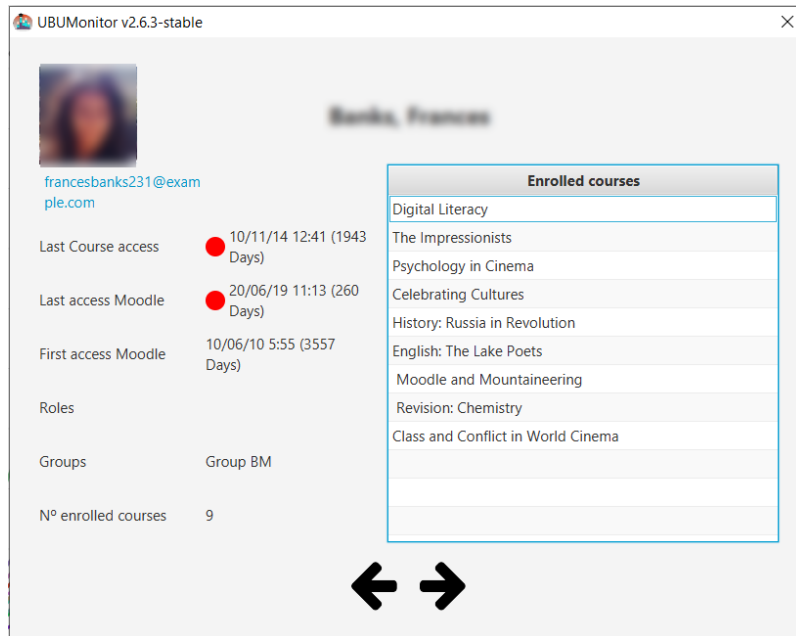 UBUMonitor v2.6.3-stable
Banks, Frances
francesbanks231@exam
ple.com
Last Course access
10/11/14 12:41 (1943
Days)
Last access Moodle
20/06/19 11:13 (260
Days)
First access Moodle
10/06/10 5:55 (3557
Days)
Roles
Groups
Group BM
Nº enrolled courses
9
Enrolled courses
Digital Literacy
The Impressionists
Psychology in Cinema
Celebrating Cultures
History: Russia in Revolution
English: The Lake Poets
Moodle and Mountaineering
Revision: Chemistry
Class and Conflict in World Cinema